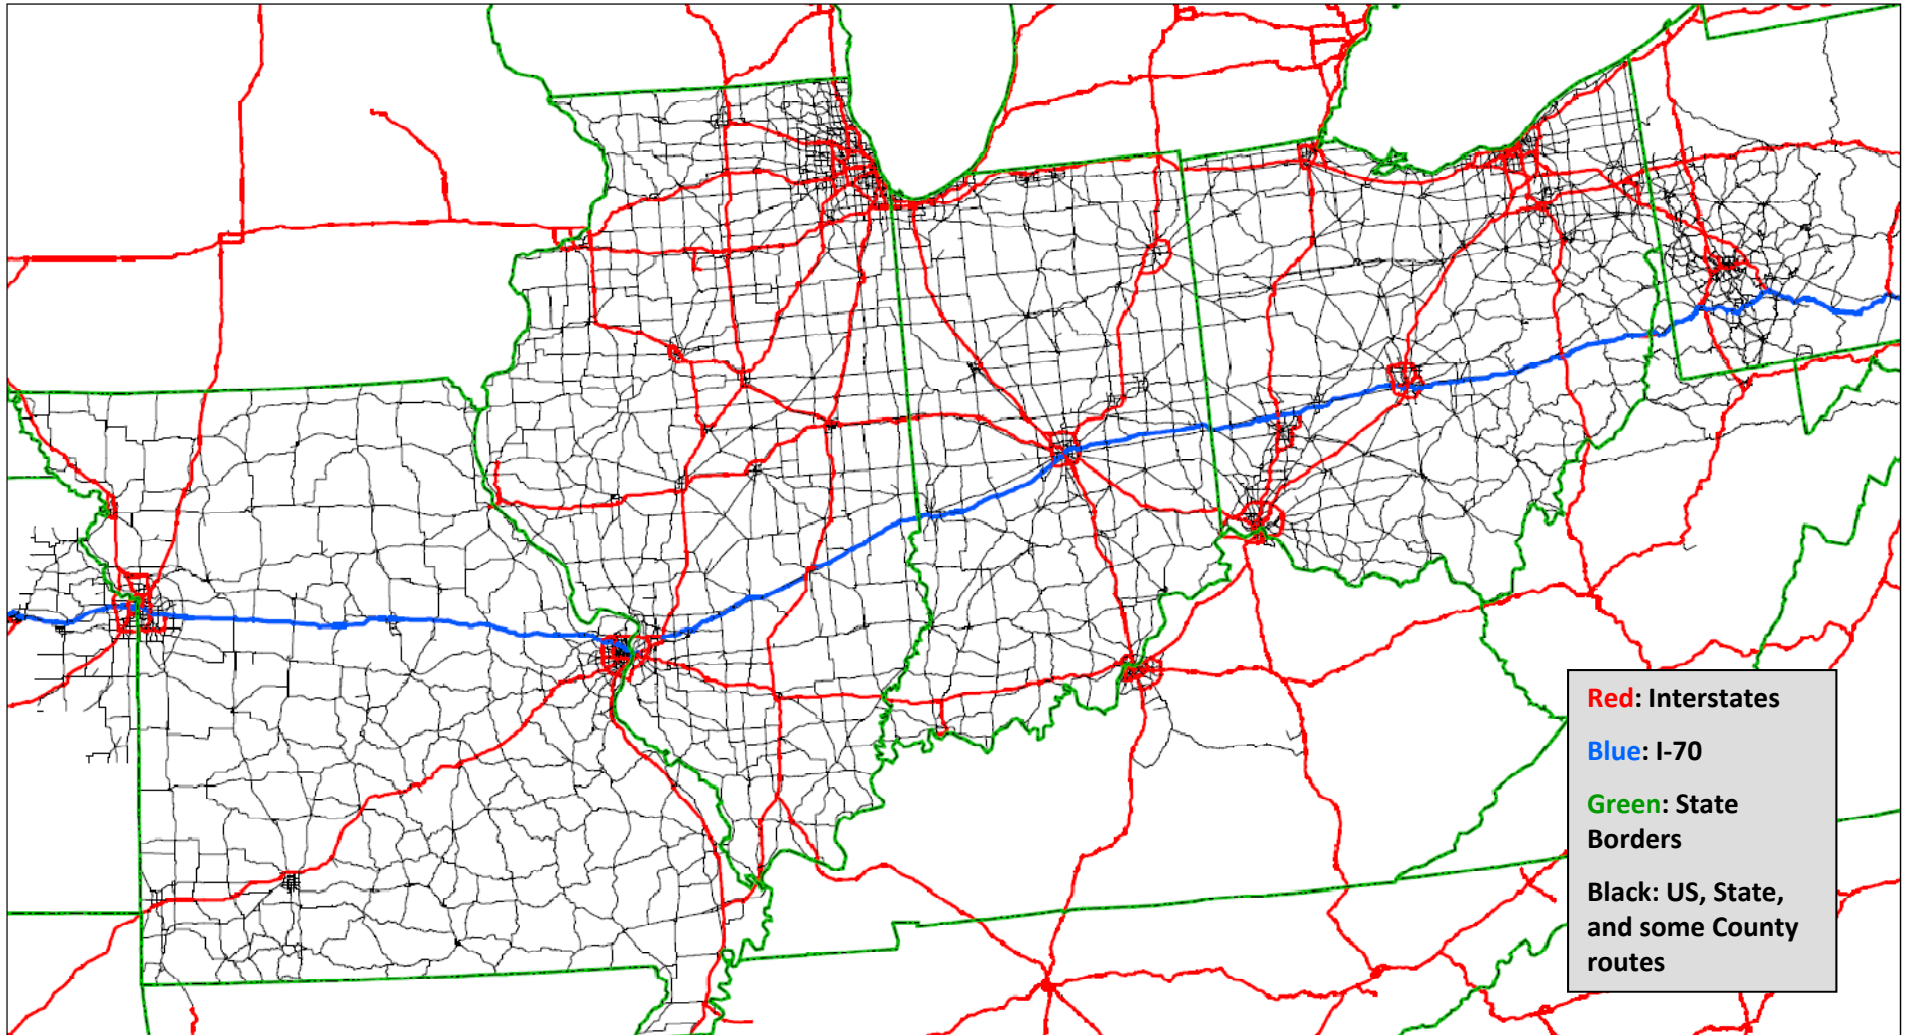 Red: Interstates
Blue: I-70
Green: State
Borders
Black: US, State,
and some County
routes